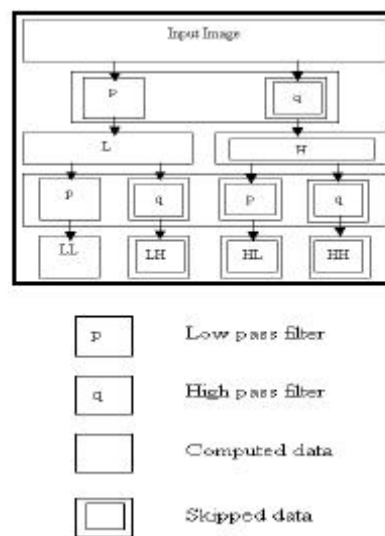 Input Image
p q
L H
p q p q
LL LH HL HH
p Low pass filter
q High pass filter
Computed data
Skipped data